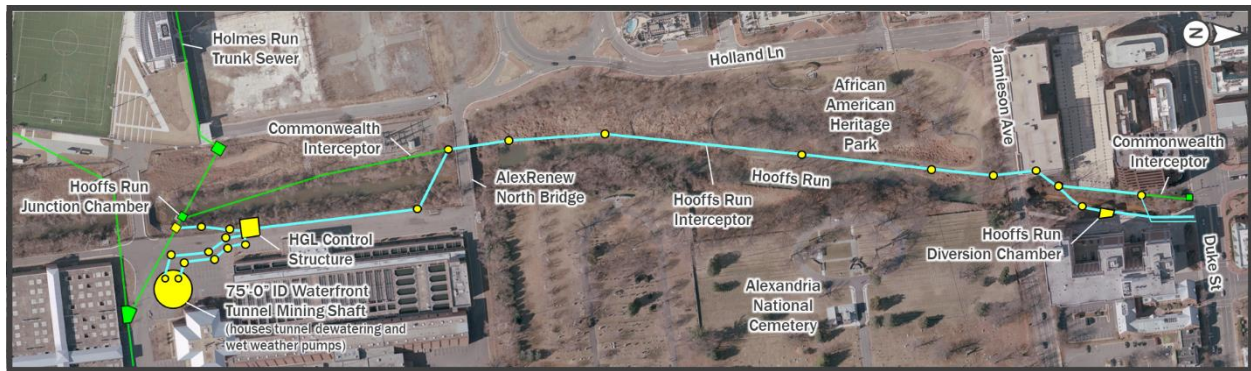 Holmes Run
Trunk Sewer
Commonwealth
Interceptor
Hooffs Run
Junction Chamber
HGL Control
Structure
75'-0" ID Waterfront
Tunnel Mining Shaft
(houses tunnel dewatering and
wet weather pumps)
AlexRenew
North Bridge
Holland Ln
African
American
Heritage
Park
Hooffs Run
Hooffs Run
Interceptor
Alexandria
National
Cemetery
Jamieson Ave
Commonwealth
Interceptor
Hooffs Run
Diversion Chamber
Duke St
N